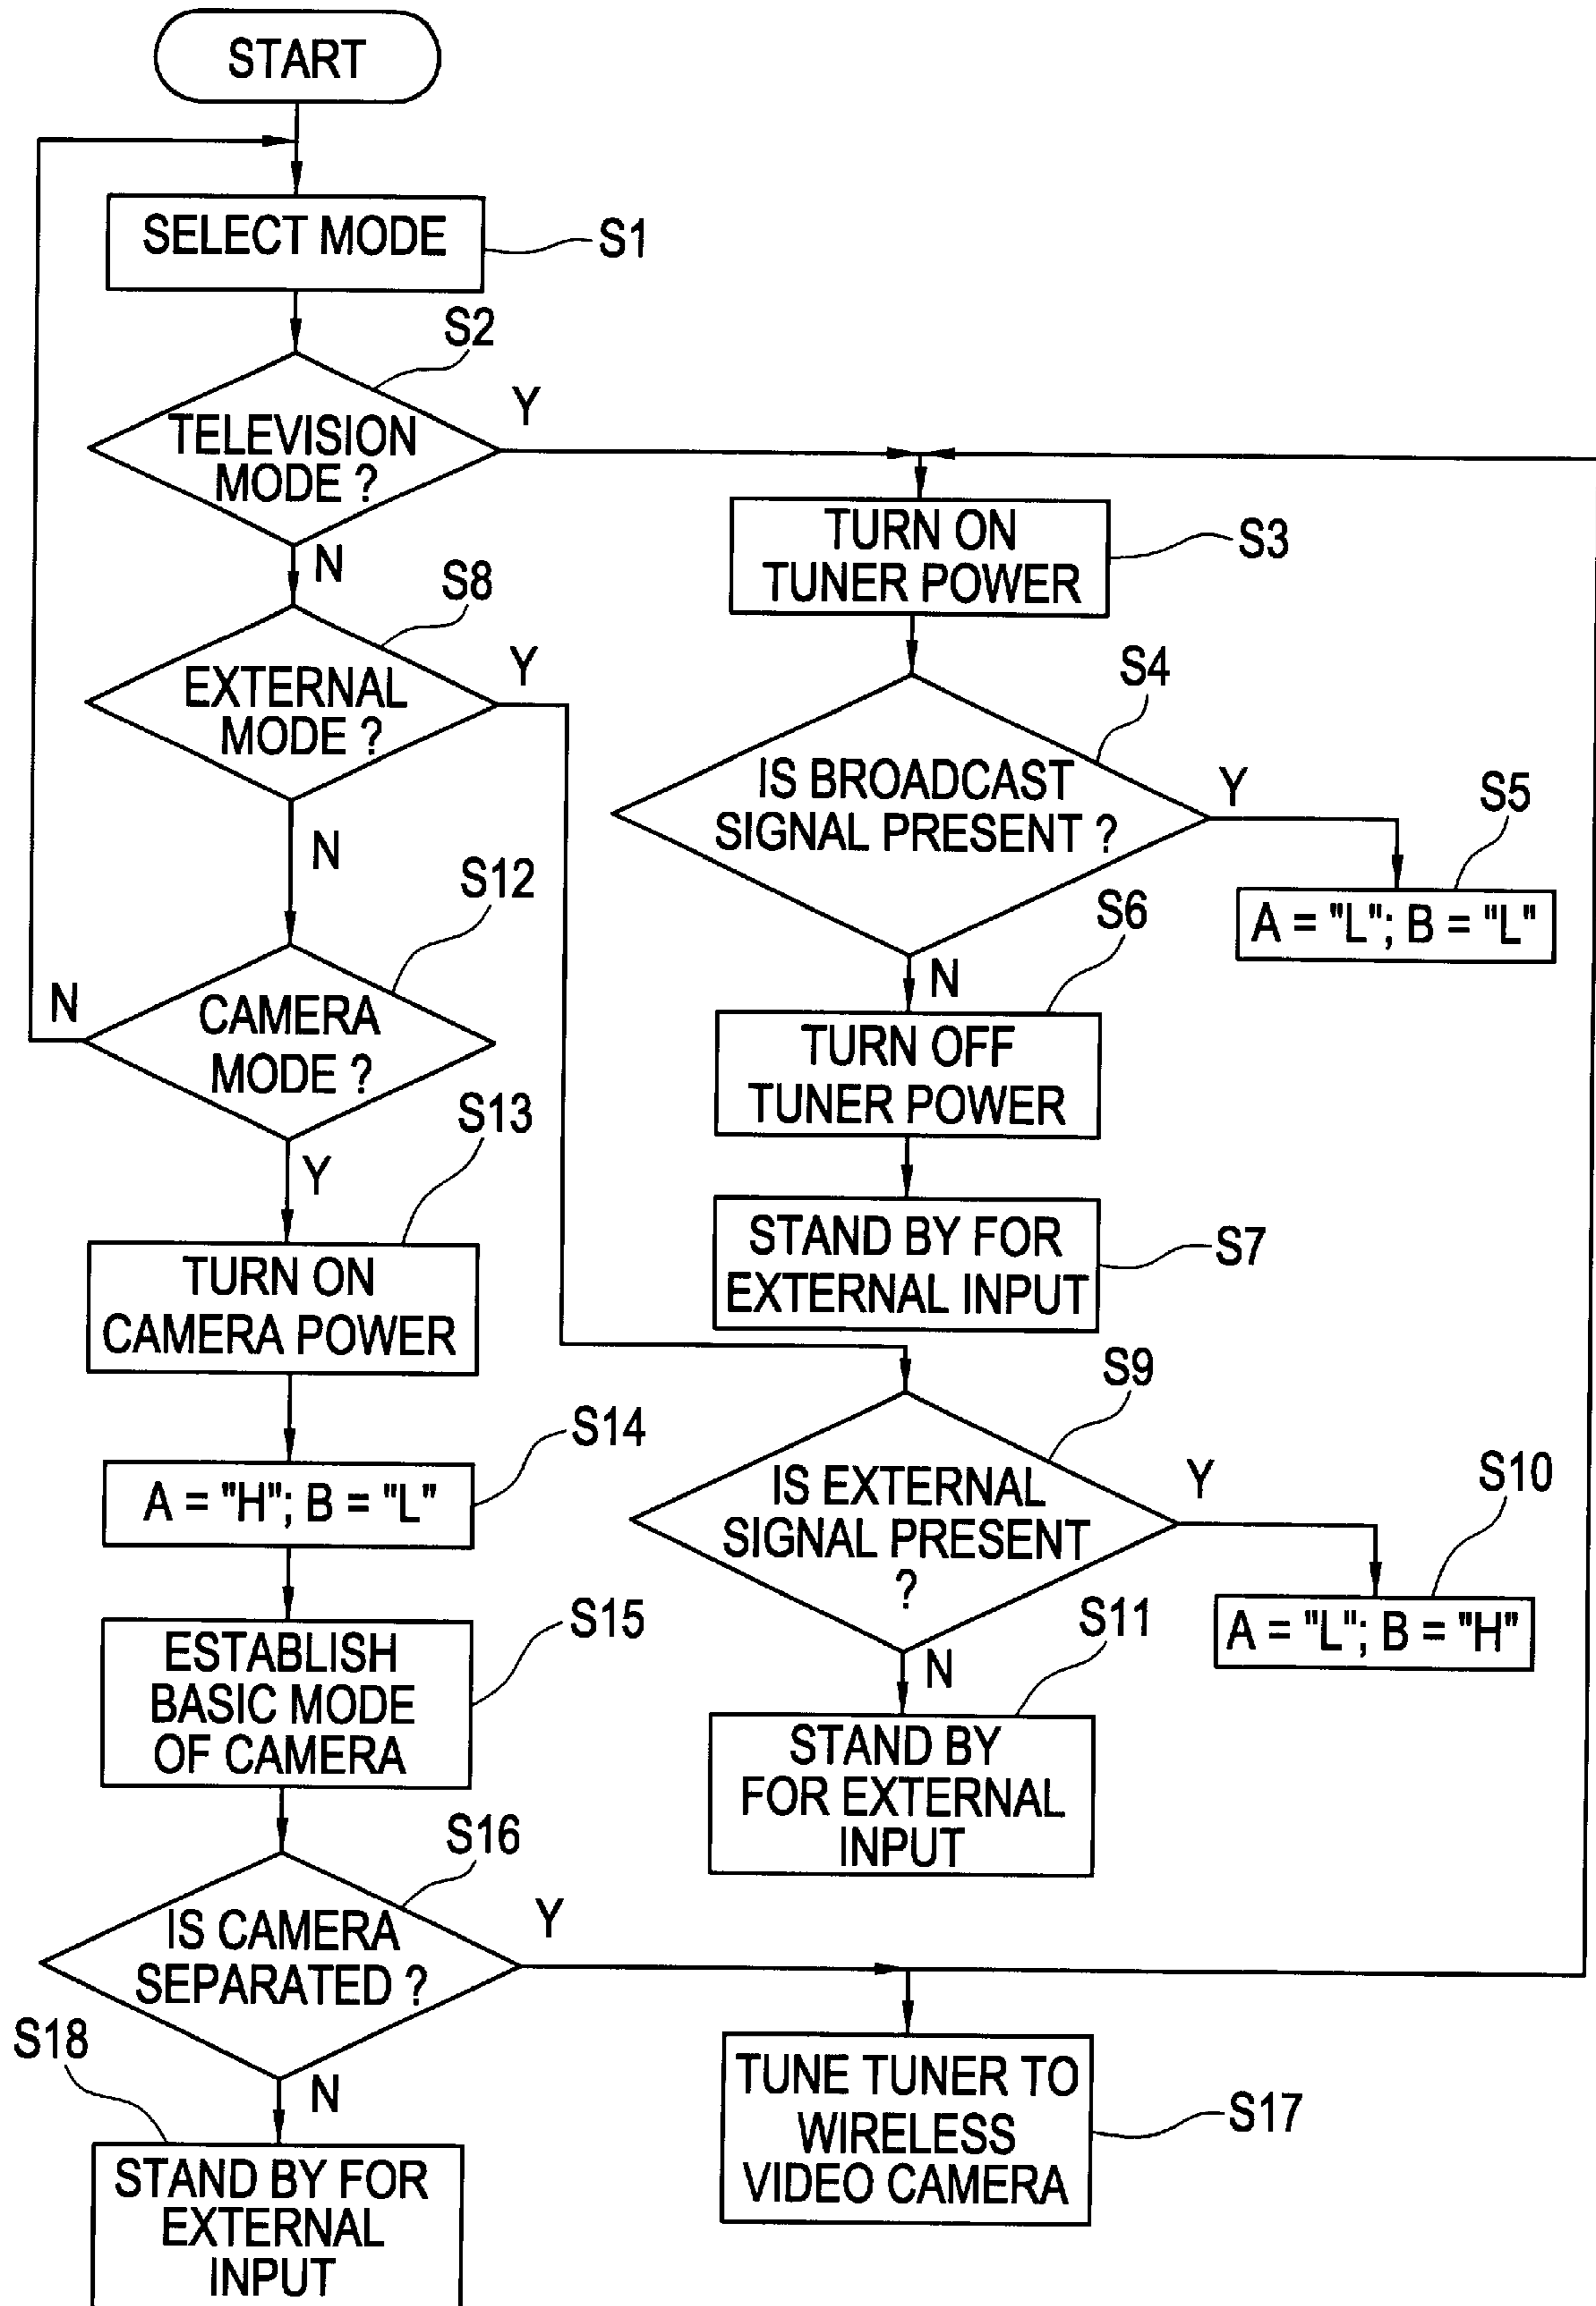 START
SELECT MODE
S1
S2
TELEVISION
MODE ?
Y
N
TURN ON
TUNER POWER
S3
S8
EXTERNAL
MODE ?
Y
N
S4
IS BROADCAST
SIGNAL PRESENT ?
Y
N
S5
A = "L"; B = "L"
S6
TURN OFF
TUNER POWER
STAND BY FOR
EXTERNAL INPUT
S7
S12
CAMERA
MODE ?
N
Y
S13
TURN ON
CAMERA POWER
S14
A = "H"; B = "L"
S9
IS EXTERNAL
SIGNAL PRESENT
?
Y
N
S10
A = "L"; B = "H"
S11
STAND BY
FOR EXTERNAL
INPUT
S15
ESTABLISH
BASIC MODE
OF CAMERA
S16
IS CAMERA
SEPARATED ?
Y
N
S17
TUNE TUNER TO
WIRELESS
VIDEO CAMERA
S18
STAND BY FOR
EXTERNAL
INPUT